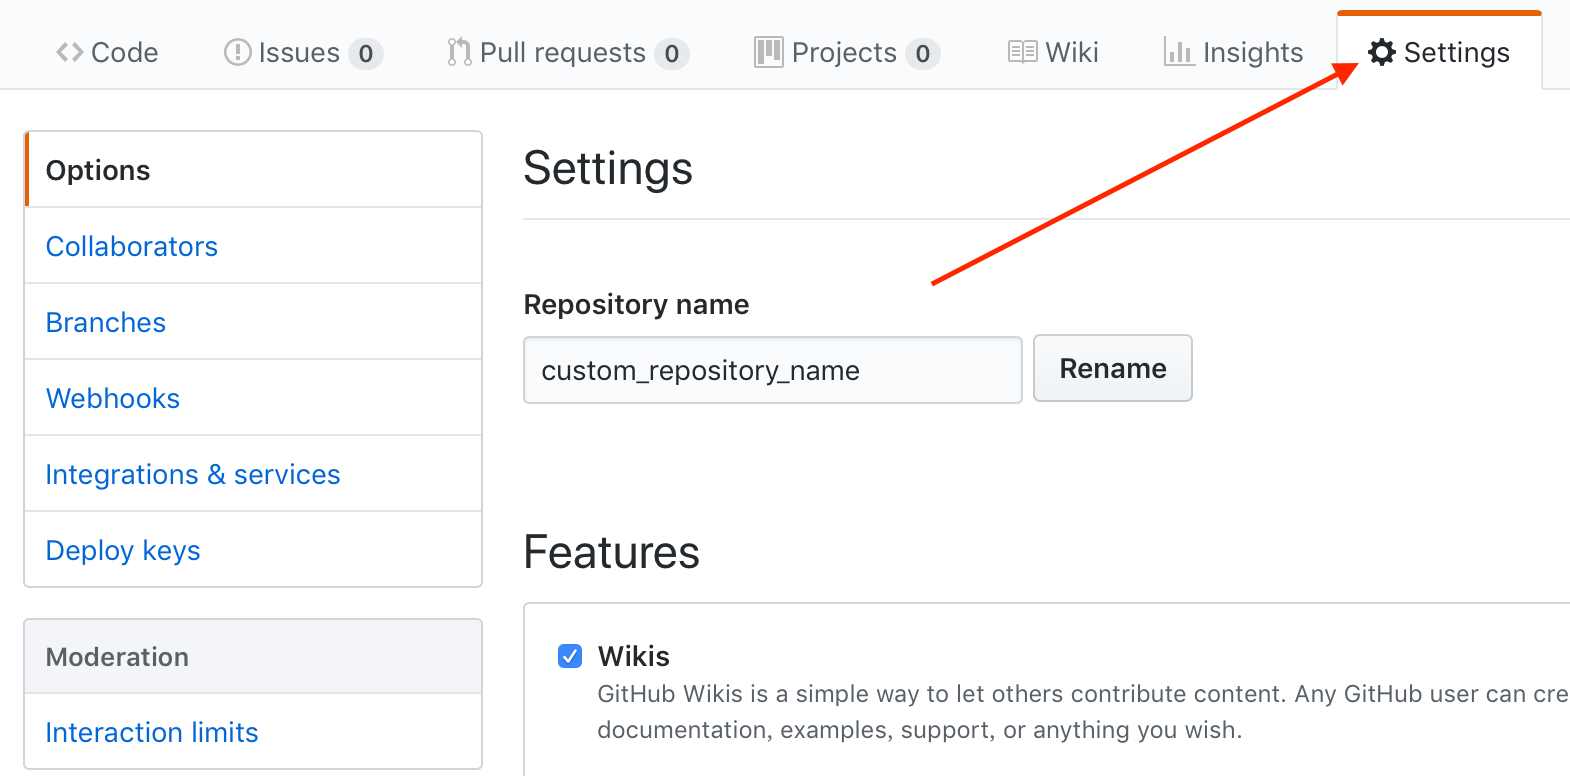 Code Issues 0 Pull requests 0 Projects 0 Wiki Insights Settings
Options
Collaborators
Branches
Webhooks
Integrations & services
Deploy keys
Moderation
Interaction limits
Settings
Repository name
custom_repository_name Rename
Features
Wikis
GitHub Wikis is a simple way to let others contribute content. Any GitHub user can cre
documentation, examples, support, or anything you wish.